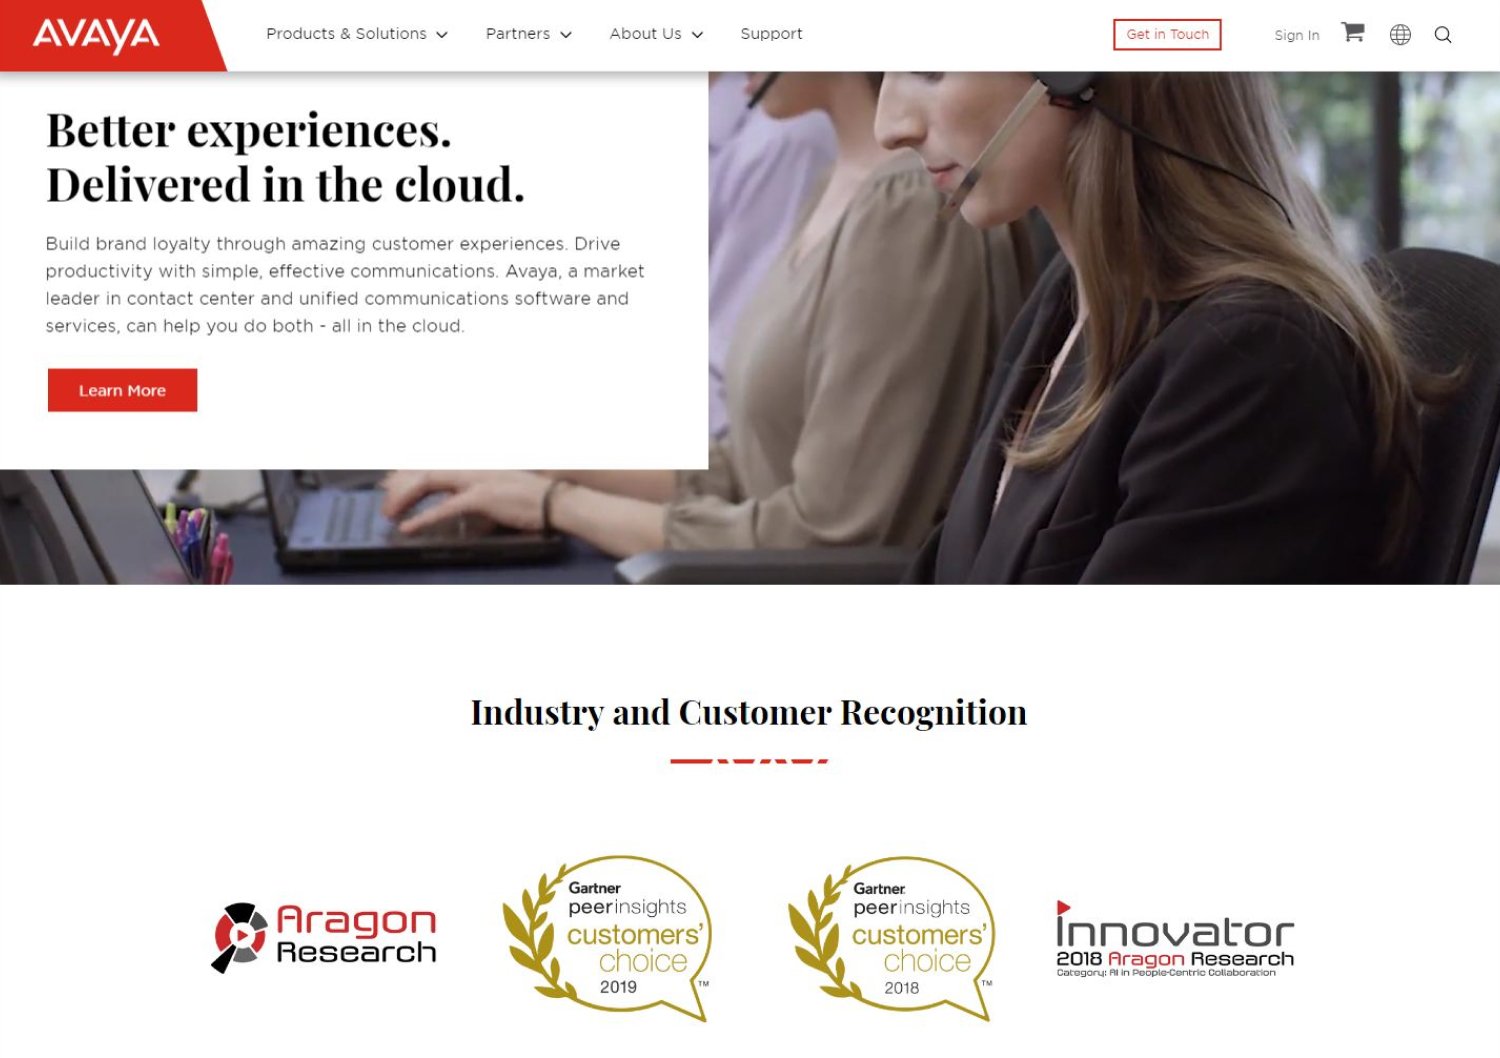 AVAYA
Products & Solutions
Partners
About Us
Support
Get in Touch
Sign In
Better experiences.
Delivered in the cloud.
Build brand loyalty through amazing customer experiences. Drive
productivity with simple, effective communications. Avaya, a market
leader in contact center and unified communications software and
services, can help you do both - all in the cloud.
Learn More
Industry and Customer Recognition
Aragon
Research
Gartner
peerinsights
customers'
choice
2019
TM
Gartner
peerinsights
customers'
choice
2018
TM
innovator
2018 Aragon Research
Category: AI in People-Centric Collaboration